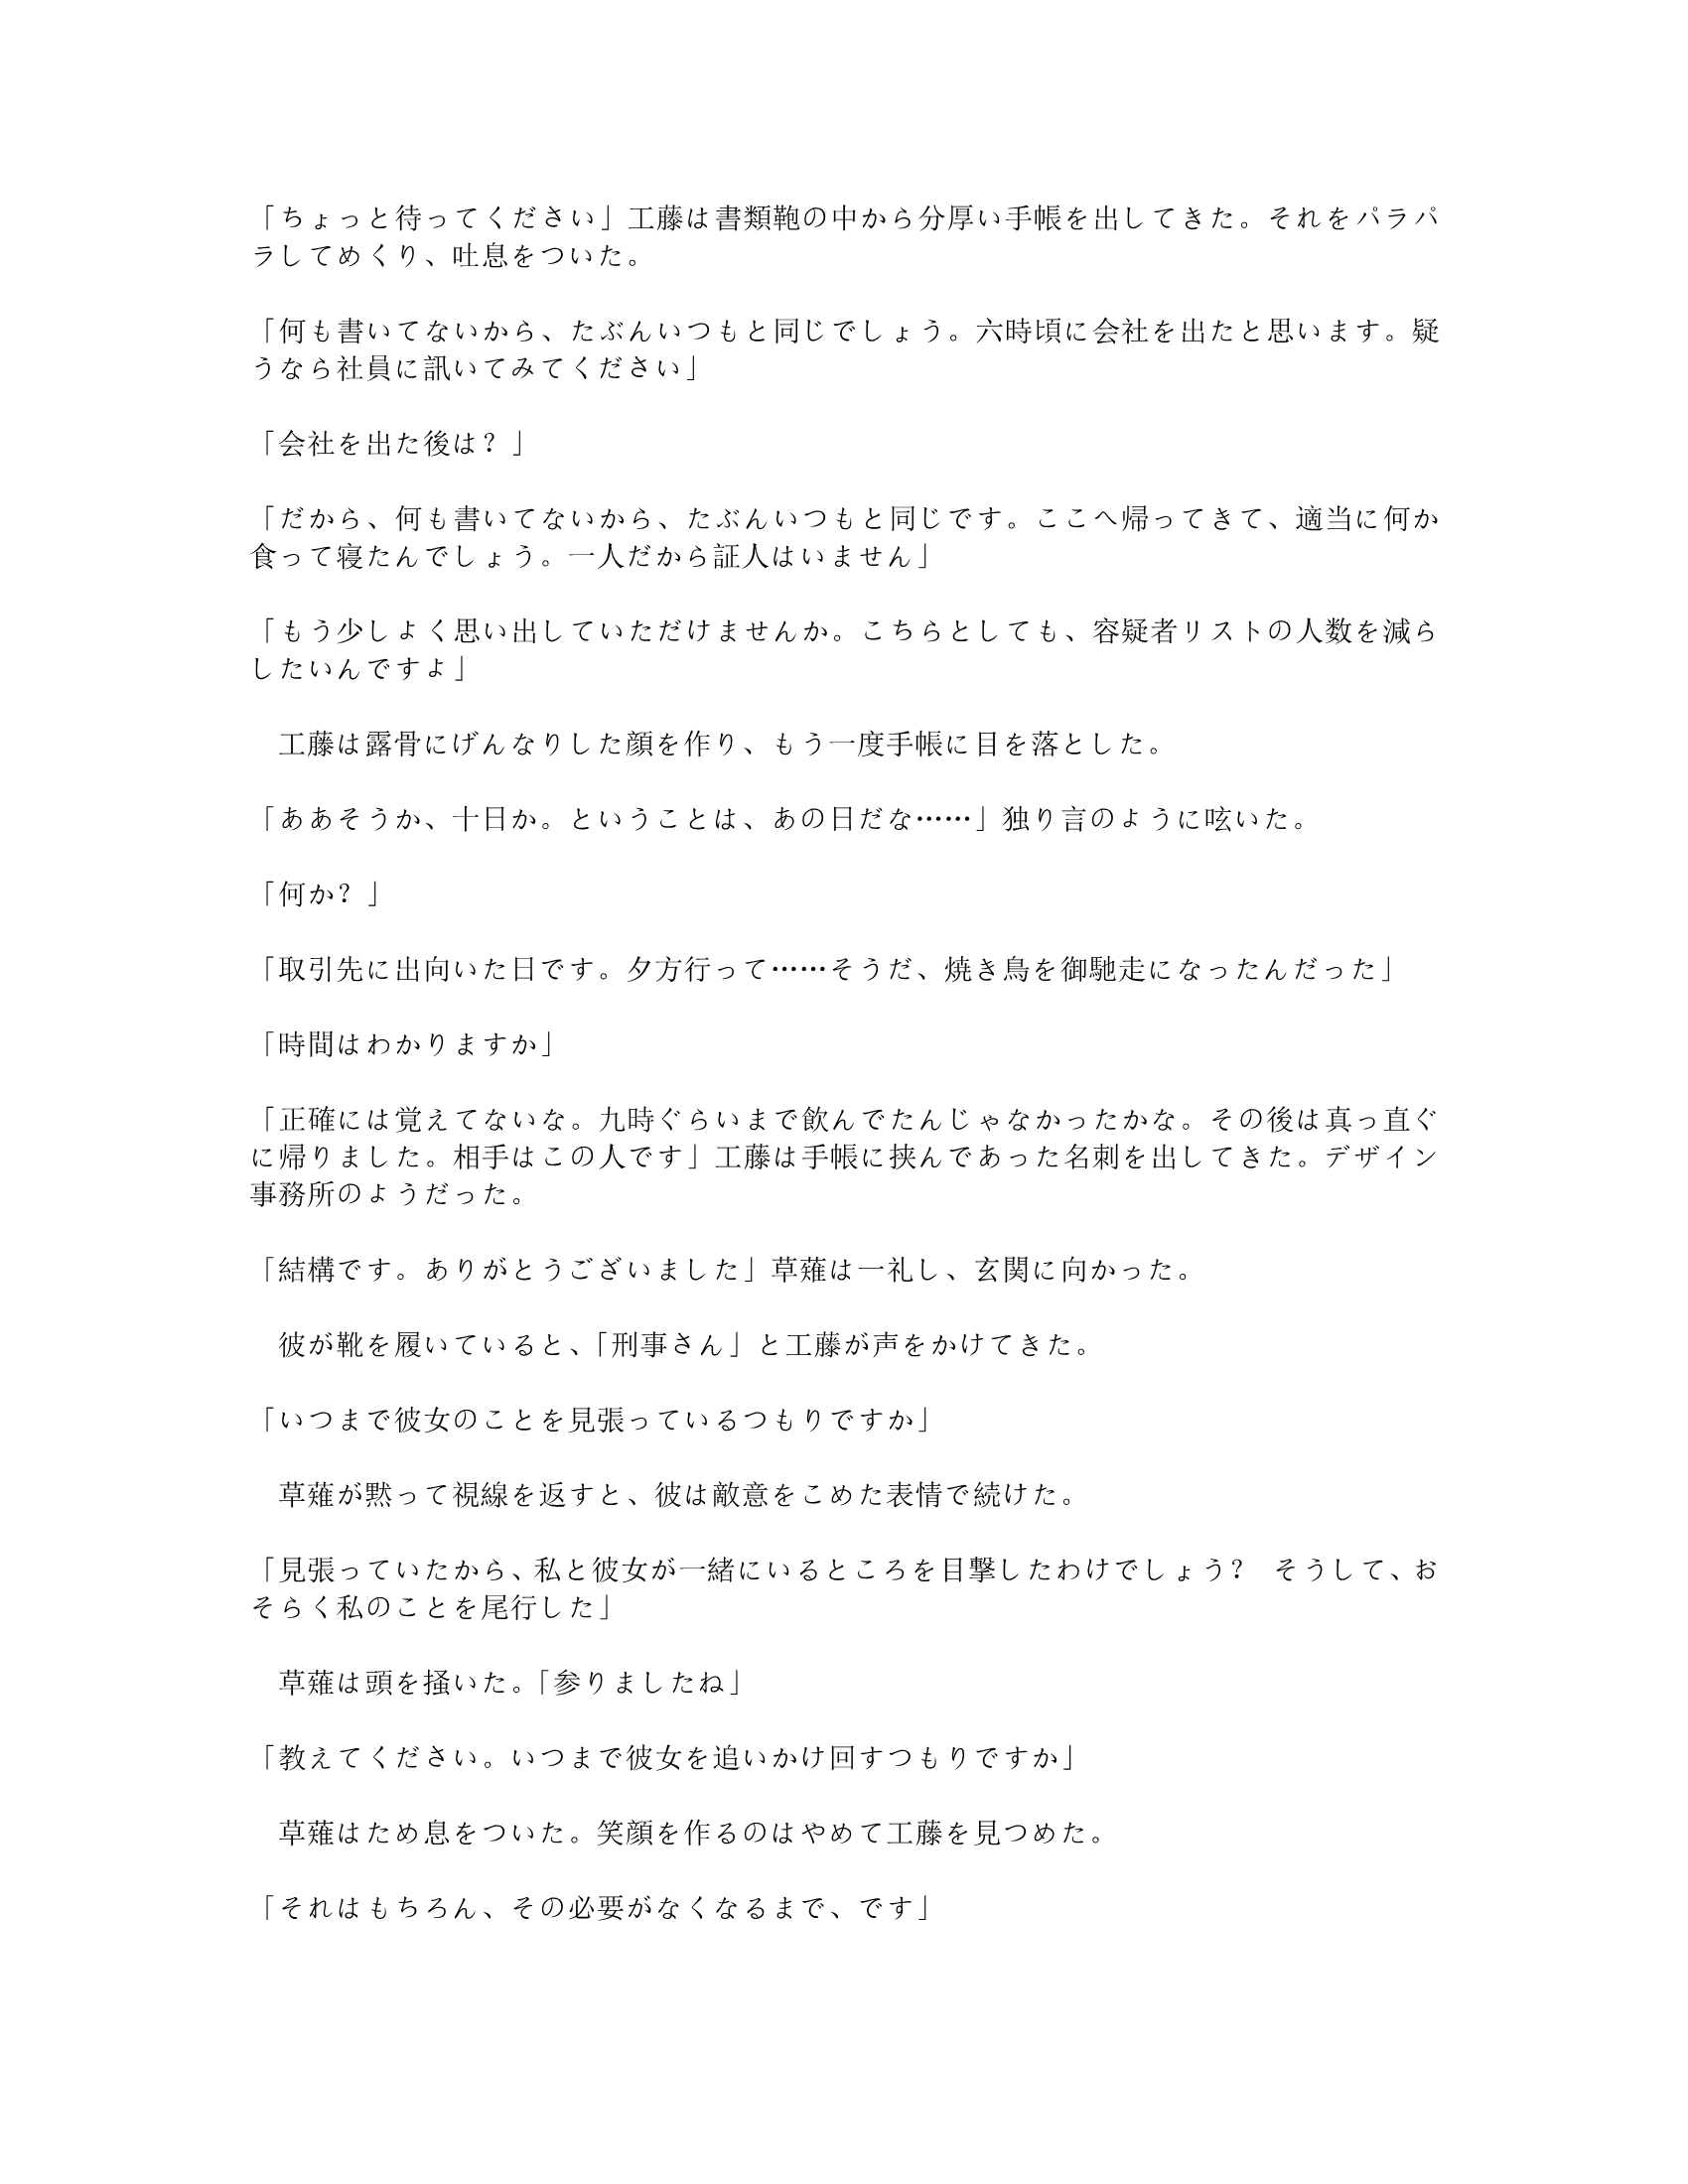 「ちょっと待ってください」工藤は書類鞄の中から分厚い手帳を出してきた。それをパラパ
ラしてめくり、吐息をついた。
「何も書いてないから、たぶんいつもと同じでしょう。六時頃に会社を出たと思います。疑
うなら社員に訊いてみてください」
「会社を出た後は？」
「だから、何も書いてないから、たぶんいつもと同じです。ここへ帰ってきて、適当に何か
食って寝たんでしょう。一人だから証人はいません」
「もう少しよく思い出していただけませんか。こちらとしても、容疑者リストの人数を減ら
したいんですよ」
　工藤は露骨にげんなりした顔を作り、もう一度手帳に目を落とした。
「ああそうか、十日か。ということは、あの日だな……」独り言のように呟いた。
「何か？」
「取引先に出向いた日です。夕方行って……そうだ、焼き鳥を御馳走になったんだった」
「時間はわかりますか」
「正確には覚えてないな。九時ぐらいまで飲んでたんじゃなかったかな。その後は真っ直ぐ
に帰りました。相手はこの人です」工藤は手帳に挟んであった名刺を出してきた。デザイン
事務所のようだった。
「結構です。ありがとうございました」草薙は一礼し、玄関に向かった。
　彼が靴を履いていると、「刑事さん」と工藤が声をかけてきた。
「いつまで彼女のことを見張っているつもりですか」
　草薙が黙って視線を返すと、彼は敵意をこめた表情で続けた。
「見張っていたから、私と彼女が一緒にいるところを目撃したわけでしょう？　そうして、お
そらく私のことを尾行した」
　草薙は頭を掻いた。「参りましたね」
「教えてください。いつまで彼女を追いかけ回すつもりですか」
　草薙はため息をついた。笑顔を作るのはやめて工藤を見つめた。
「それはもちろん、その必要がなくなるまで、です」